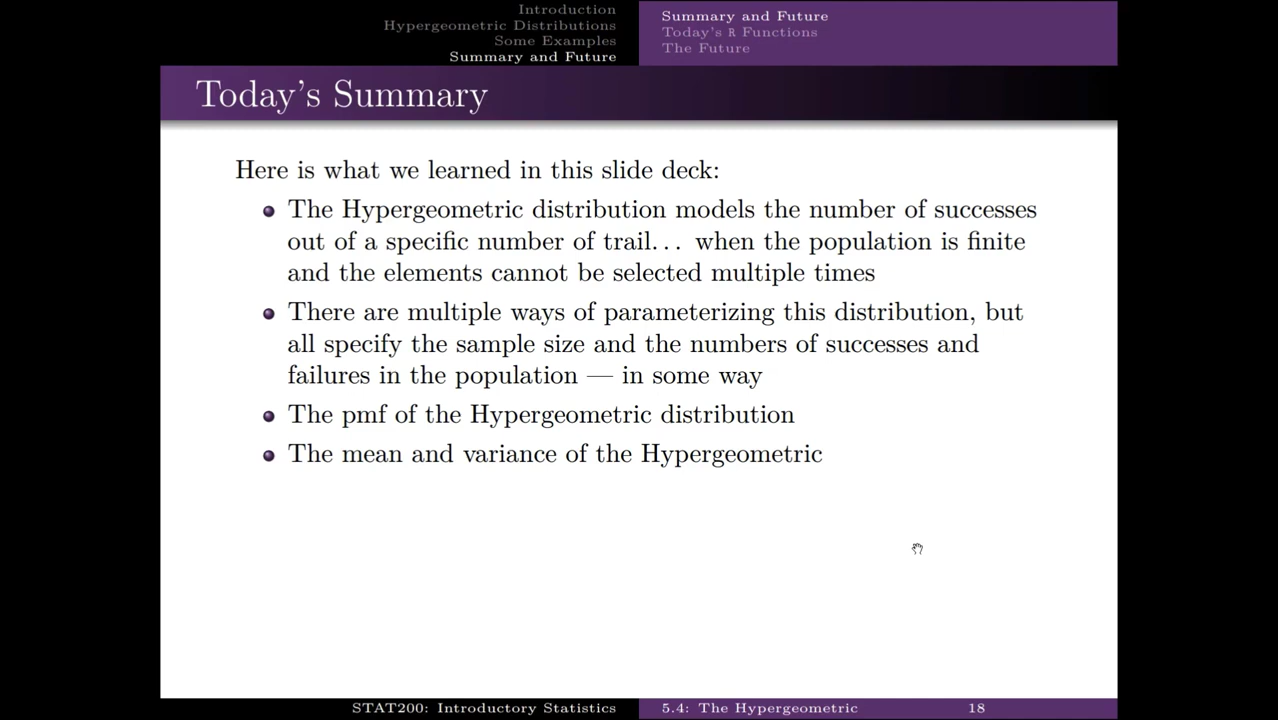 Introduction
Hypergeometric Distributions
Some Examples
Summary and Future
Summary and Future
Today's R Functions
The Future
Today's Summary
Here is what we learned in this slide deck:
The Hypergeometric distribution models the number of successes
out of a specific number of trail... when the population is finite
and the elements cannot be selected multiple times
There are multiple ways of parameterizing this distribution, but
all specify the sample size and the numbers of successes and
failures in the population — in some way
The pmf of the Hypergeometric distribution
The mean and variance of the Hypergeometric
STAT200: Introductory Statistics
5.4: The Hypergeometric
18